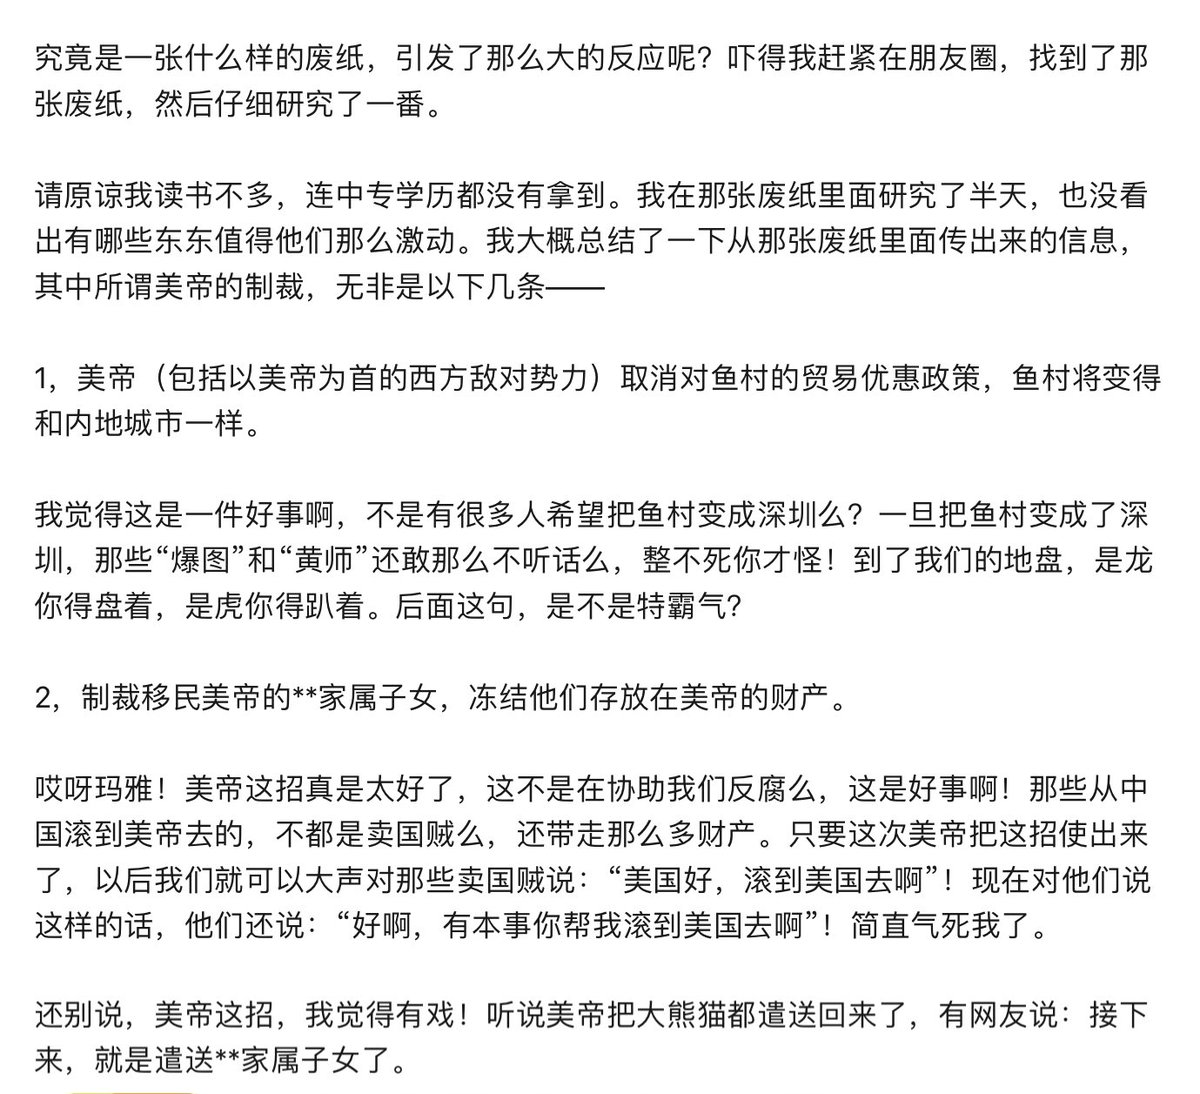 究竟是一张什么样的废纸，引发了那么大的反应呢？吓得我赶紧在朋友圈，找到了那
张废纸，然后仔细研究了一番。
请原谅我读书不多，连中专学历都没有拿到。我在那张废纸里面研究了半天，也没看
出有哪些东东值得他们那么激动。我大概总结了一下从那张废纸里面传出来的信息，
其中所谓美帝的制裁，无非是以下几条——
1，美帝（包括以美帝为首的西方敌对势力）取消对鱼村的贸易优惠政策，鱼村将变得
和内地城市一样。
我觉得这是一件好事啊，不是有很多人希望把鱼村变成深圳么？一旦把鱼村变成了深
圳，那些“爆图”和“黄师”还敢那么不听话么，整不死你才怪！到了我们的地盘，是龙
你得盘着，是虎你得趴着。后面这句，是不是特霸气？
2，制裁移民美帝的**家属子女，冻结他们存放在美帝的财产。
哎呀玛雅！美帝这招真是太好了，这不是在协助我们反腐么，这是好事啊！那些从中
国滚到美帝去的，不都是卖国贼么，还带走那么多财产。只要这次美帝把这招使出来
了，以后我们就可以大声对那些卖国贼说：“美国好，滚到美国去啊”！现在对他们说
这样的话，他们还说：“好啊，有本事你帮我滚到美国去啊”！简直气死我了。
还别说，美帝这招，我觉得有戏！听说美帝把大熊猫都遣送回来了，有网友说：接下
来，就是遣送**家属子女了。